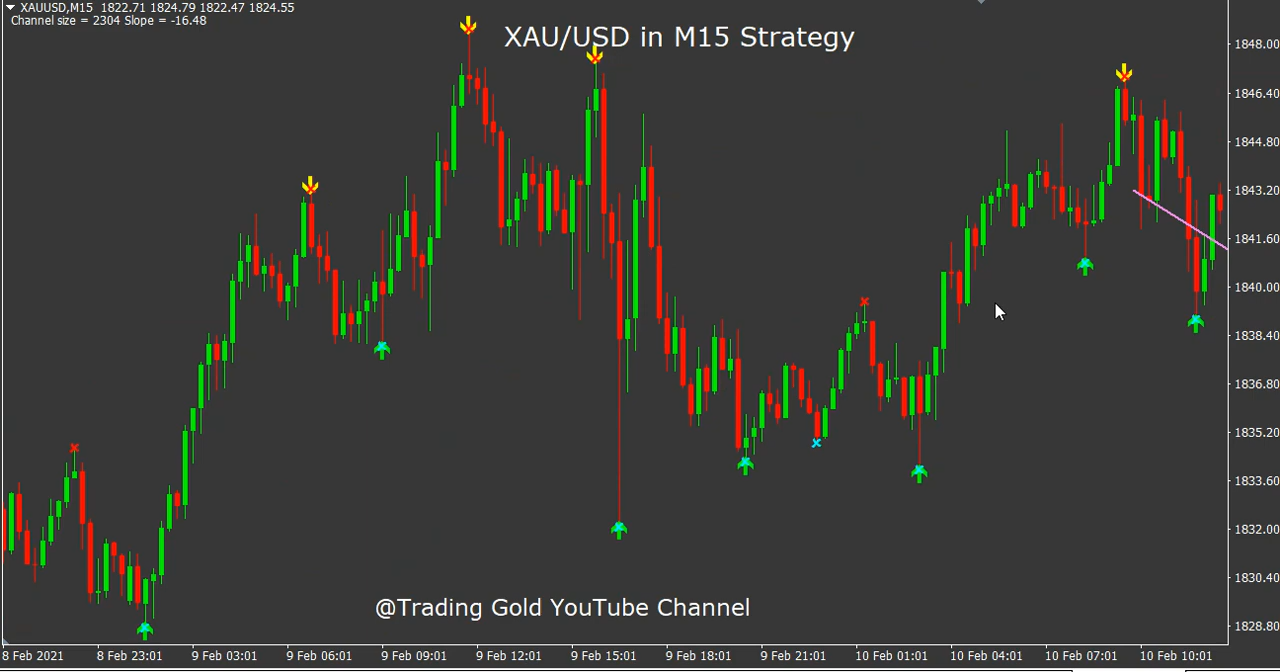 XAUUSD,M15 1822.71 1824.79 1822.47 1824.55
Channel size = 2304 Slope = -16.48
XAU/USD in M15 Strategy
1848.00
1846.40
1844.80
1843.20
1841.60
1840.00
1838.40
1836.80
1835.20
1833.60
1832.00
1830.40
1828.80
@Trading Gold YouTube Channel
8 Feb 2021 8 Feb 23:01 9 Feb 03:01 9 Feb 06:01 9 Feb 09:01 9 Feb 12:01 9 Feb 15:01 9 Feb 18:01 9 Feb 21:01 10 Feb 01:01 10 Feb 04:01 10 Feb 07:01 10 Feb 10:01